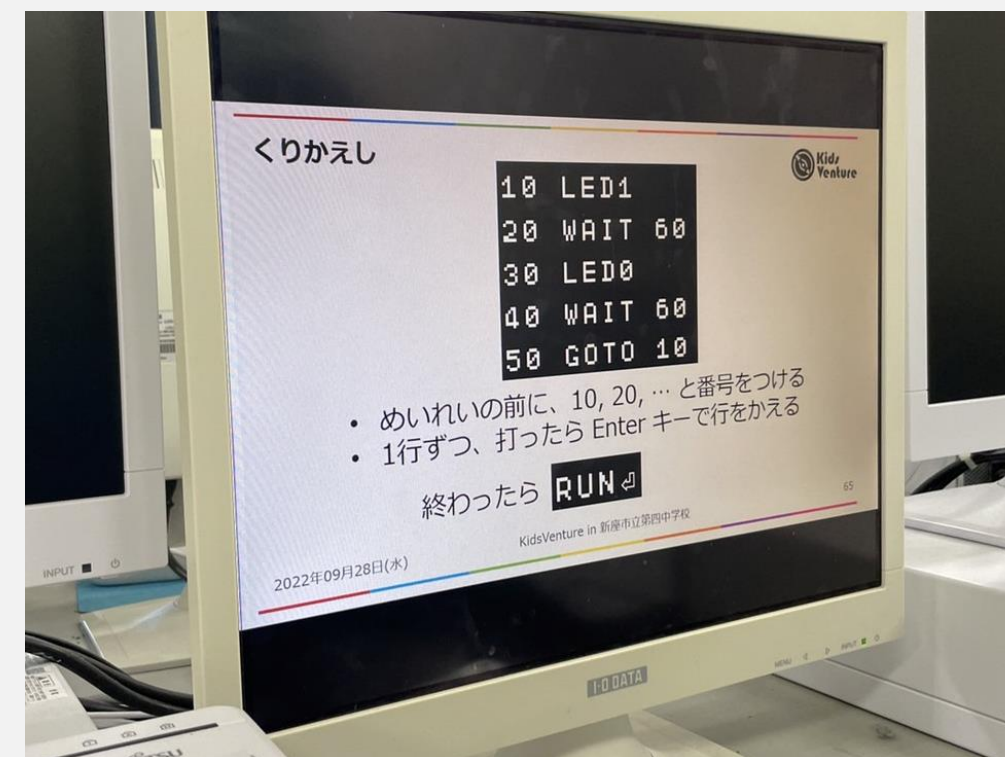 くりかえし
Kids
Venture
10 LED1
20 WAIT 60
30 LED0
40 WAIT 60
50 GOTO 10
• めいれいの前に、10, 20, … と番号をつける
• 1行ずつ、打ったら Enter キーで行をかえる
終わったら RUN⏎
65
KidsVenture in 新座市立第四中学校
2022年09月28日(水)
INPUT
MENU
INPUT
I-O DATA